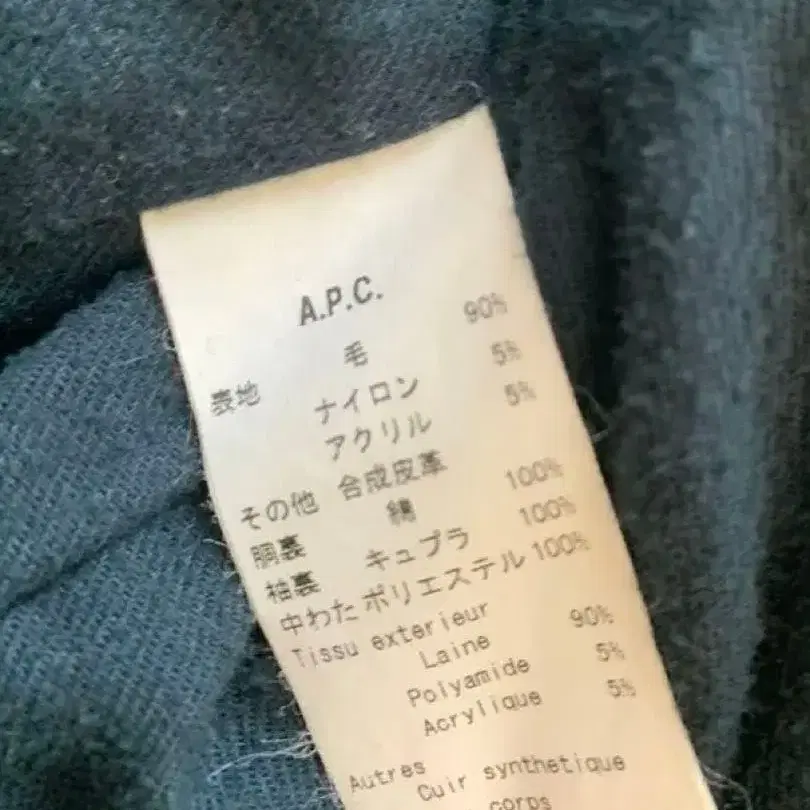 A.P.C.
表地 毛 90%
ナイロン 5%
アクリル 5%
その他 合成皮革
胴裏 綿 100%
袖裏 キュプラ 100%
中わた ポリエステル 100%
Tissu exterieur
Laine 90%
Polyamide 5%
Acrylique 5%
Autres
Cuir synthetique
corps